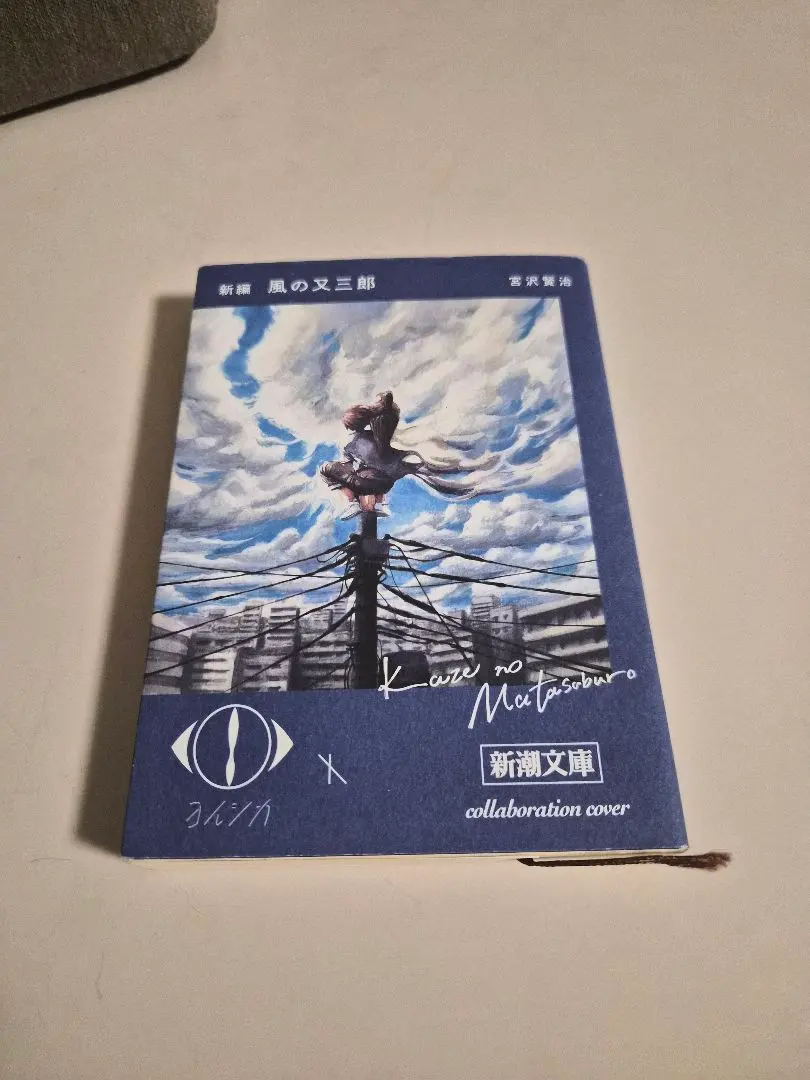 新編 風の又三郎 宮沢賢治
Kaze no
Matasaburo
ヨルシカ
×
新潮文庫
collaboration cover